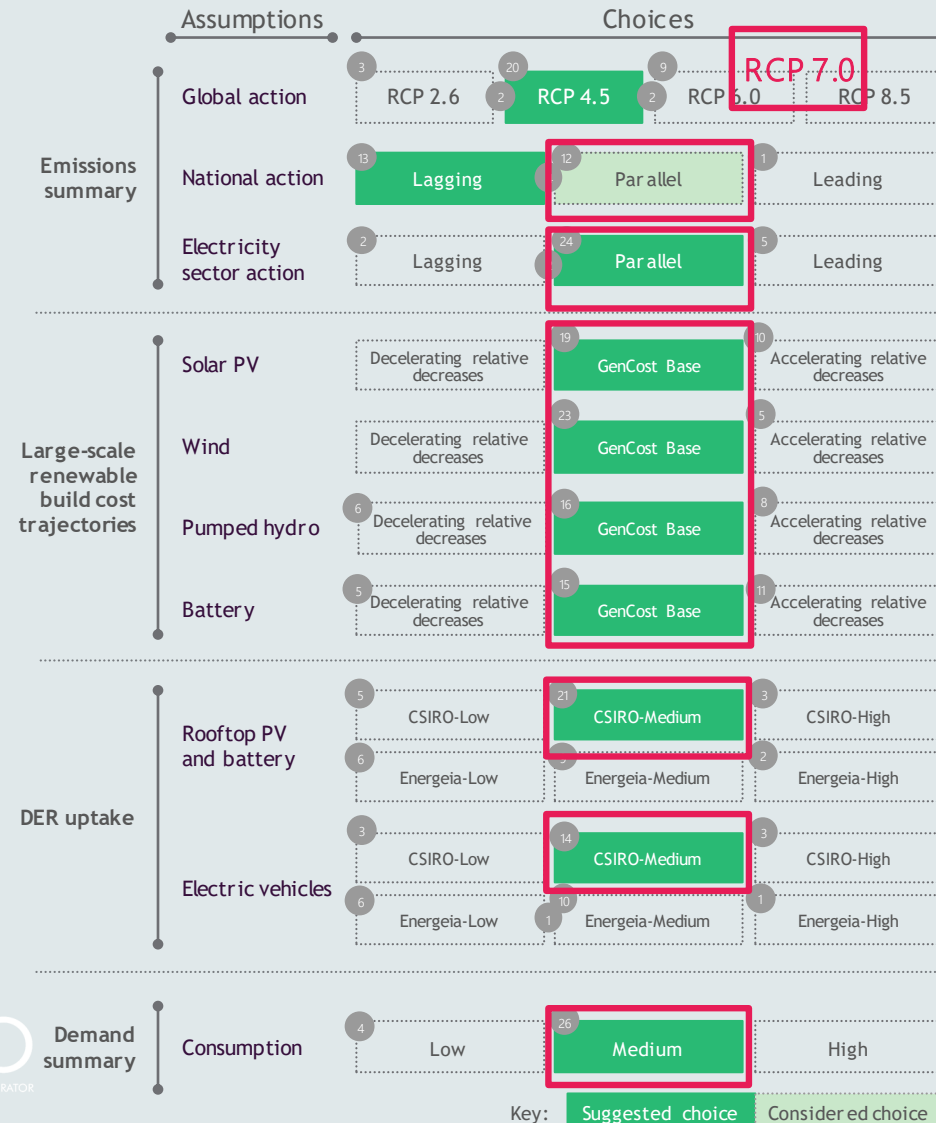 Assumptions
Choices
3
20
9
RCP 7.0
Global action
RCP 2.6
2
RCP 4.5
2
RCP 6.0
RCP 8.5
Emissions
summary
13
12
1
National action
Lagging
Parallel
Leading
2
24
5
Electricity
sector action
Lagging
Parallel
Leading
Large-scale
renewable
build cost
trajectories
19
10
Solar PV
Decelerating relative
decreases
GenCost Base
Accelerating relative
decreases
23
5
Wind
Decelerating relative
decreases
GenCost Base
Accelerating relative
decreases
6
16
8
Pumped hydro
Decelerating relative
decreases
GenCost Base
Accelerating relative
decreases
5
15
11
Battery
Decelerating relative
decreases
GenCost Base
Accelerating relative
decreases
DER uptake
5
21
3
Rooftop PV
and battery
CSIRO-Low
CSIRO-Medium
CSIRO-High
6
2
Energeia-Low
Energeia-Medium
Energeia-High
3
14
3
Electric vehicles
CSIRO-Low
CSIRO-Medium
CSIRO-High
6
10
1
1
Energeia-Low
Energeia-Medium
Energeia-High
Demand
summary
4
26
Consumption
Low
Medium
High
RATOR
Key:
Suggested choice
Considered choice